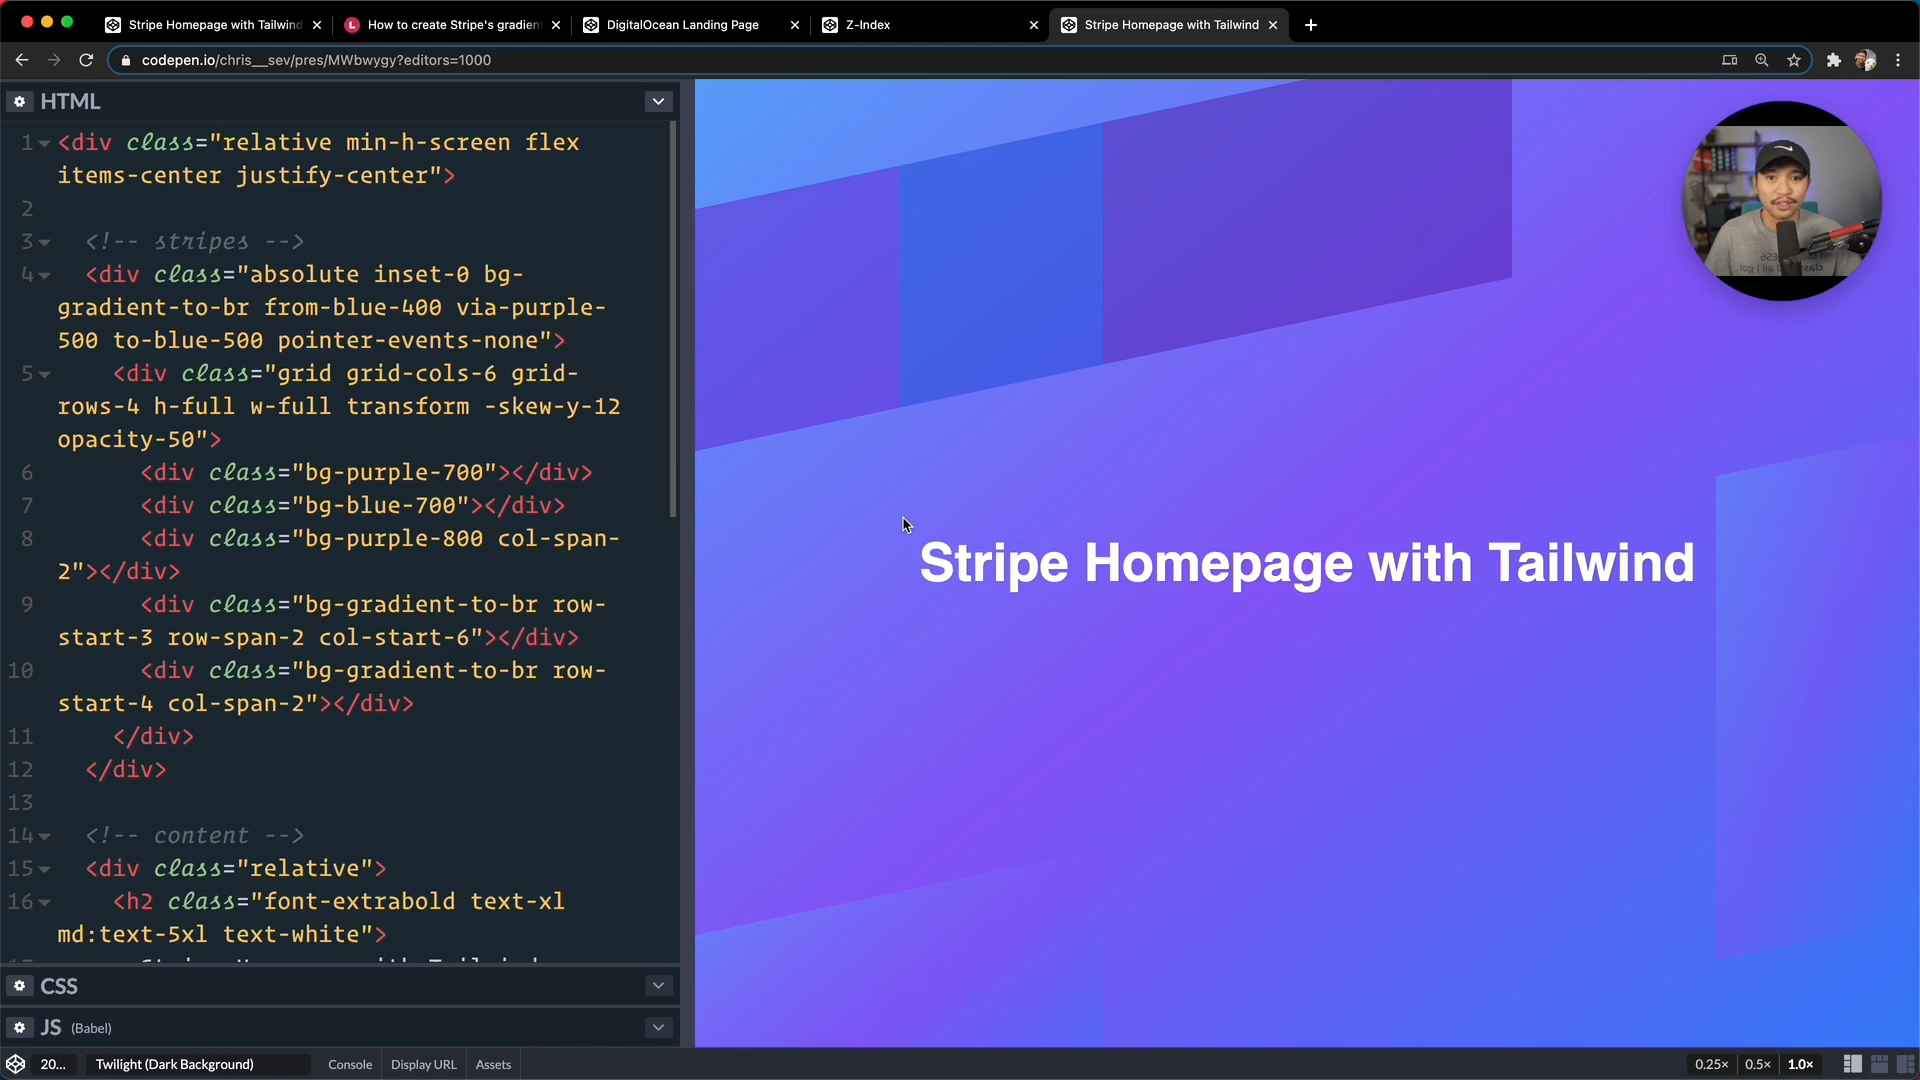 Stripe Homepage with Tailwind
How to create Stripe's gradient
DigitalOcean Landing Page
Z-Index
Stripe Homepage with Tailwind
codepen.io/chris__sev/pres/MWbwygy?editors=1000
HTML
1 <div class="relative min-h-screen flex
items-center justify-center">
2
3 <!-- stripes -->
4 <div class="absolute inset-0 bg-
gradient-to-br from-blue-400 via-purple-
500 to-blue-500 pointer-events-none">
5 <div class="grid grid-cols-6 grid-
rows-4 h-full w-full transform -skew-y-12
opacity-50">
6 <div class="bg-purple-700"></div>
7 <div class="bg-blue-700"></div>
8 <div class="bg-purple-800 col-span-
2"></div>
9 <div class="bg-gradient-to-br row-
start-3 row-span-2 col-start-6"></div>
10 <div class="bg-gradient-to-br row-
start-4 col-span-2"></div>
11 </div>
12 </div>
13
14 <!-- content -->
15 <div class="relative">
16 <h2 class="font-extrabold text-xl
md:text-5xl text-white">
CSS
JS (Babel)
20... Twilight (Dark Background) Console Display URL Assets
0.25× 0.5× 1.0×
Stripe Homepage with Tailwind